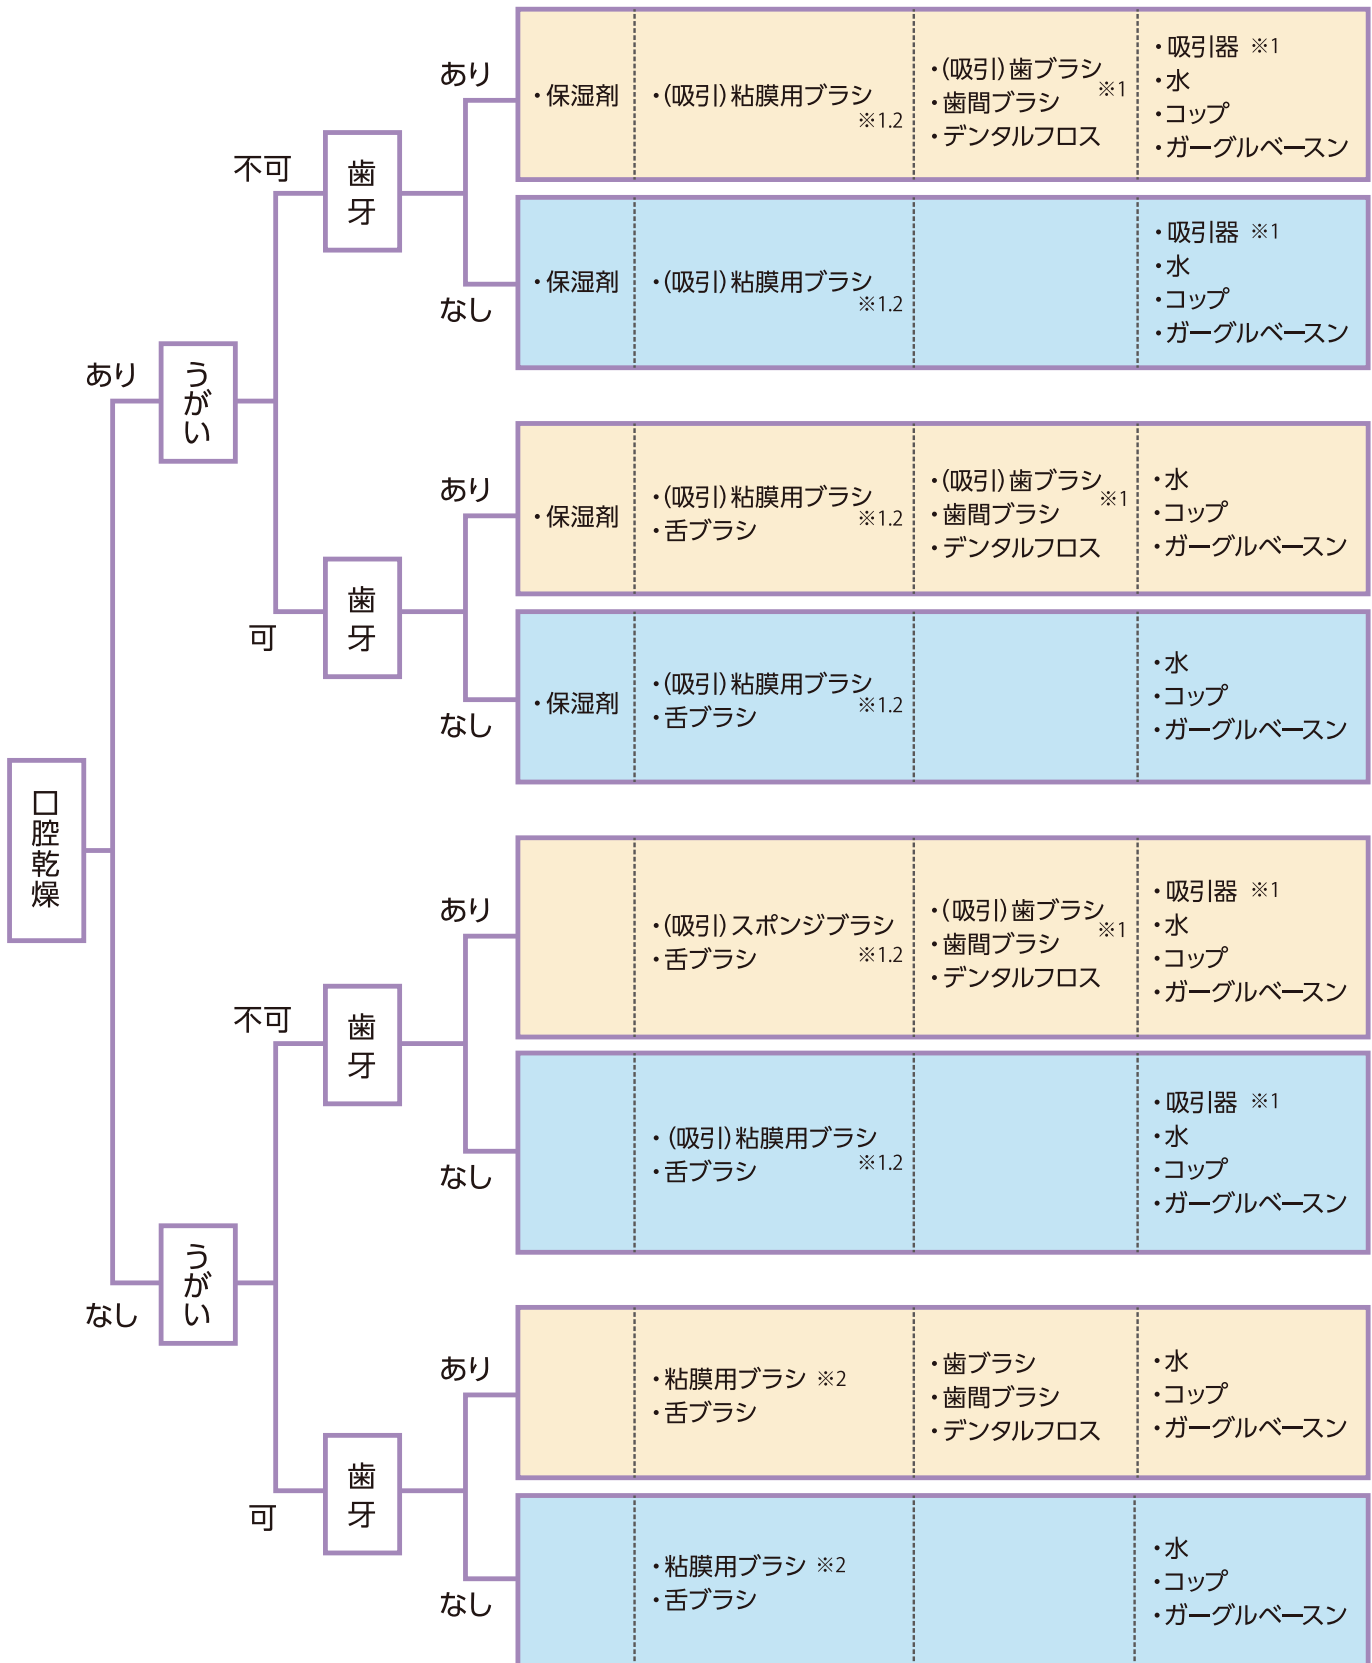 口腔乾燥
あり
うがい
不可
歯牙
あり
・保湿剤
・(吸引)粘膜用ブラシ
※1.2
・(吸引)歯ブラシ
※1
・歯間ブラシ
・デンタルフロス
・吸引器 ※1
・水
・コップ
・ガーグルベースン
なし
・保湿剤
・(吸引)粘膜用ブラシ
※1.2
・吸引器 ※1
・水
・コップ
・ガーグルベースン
可
歯牙
あり
・保湿剤
・(吸引)粘膜用ブラシ
※1.2
・舌ブラシ
・(吸引)歯ブラシ
※1
・歯間ブラシ
・デンタルフロス
・水
・コップ
・ガーグルベースン
なし
・保湿剤
・(吸引)粘膜用ブラシ
※1.2
・舌ブラシ
・水
・コップ
・ガーグルベースン
なし
うがい
不可
歯牙
あり
・(吸引)スポンジブラシ
・舌ブラシ ※1.2
・(吸引)歯ブラシ
※1
・歯間ブラシ
・デンタルフロス
・吸引器 ※1
・水
・コップ
・ガーグルベースン
なし
・(吸引)粘膜用ブラシ
・舌ブラシ ※1.2
・吸引器 ※1
・水
・コップ
・ガーグルベースン
可
歯牙
あり
・粘膜用ブラシ ※2
・舌ブラシ
・歯ブラシ
・歯間ブラシ
・デンタルフロス
・水
・コップ
・ガーグルベースン
なし
・粘膜用ブラシ ※2
・舌ブラシ
・水
・コップ
・ガーグルベースン